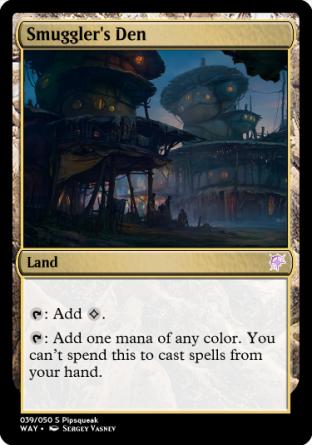 Smuggler's Den
Land
: Add .
: Add one mana of any color. You
can't spend this to cast spells from
your hand.
039/050 S Pipsqueak
WAY • Sergey Vasnev